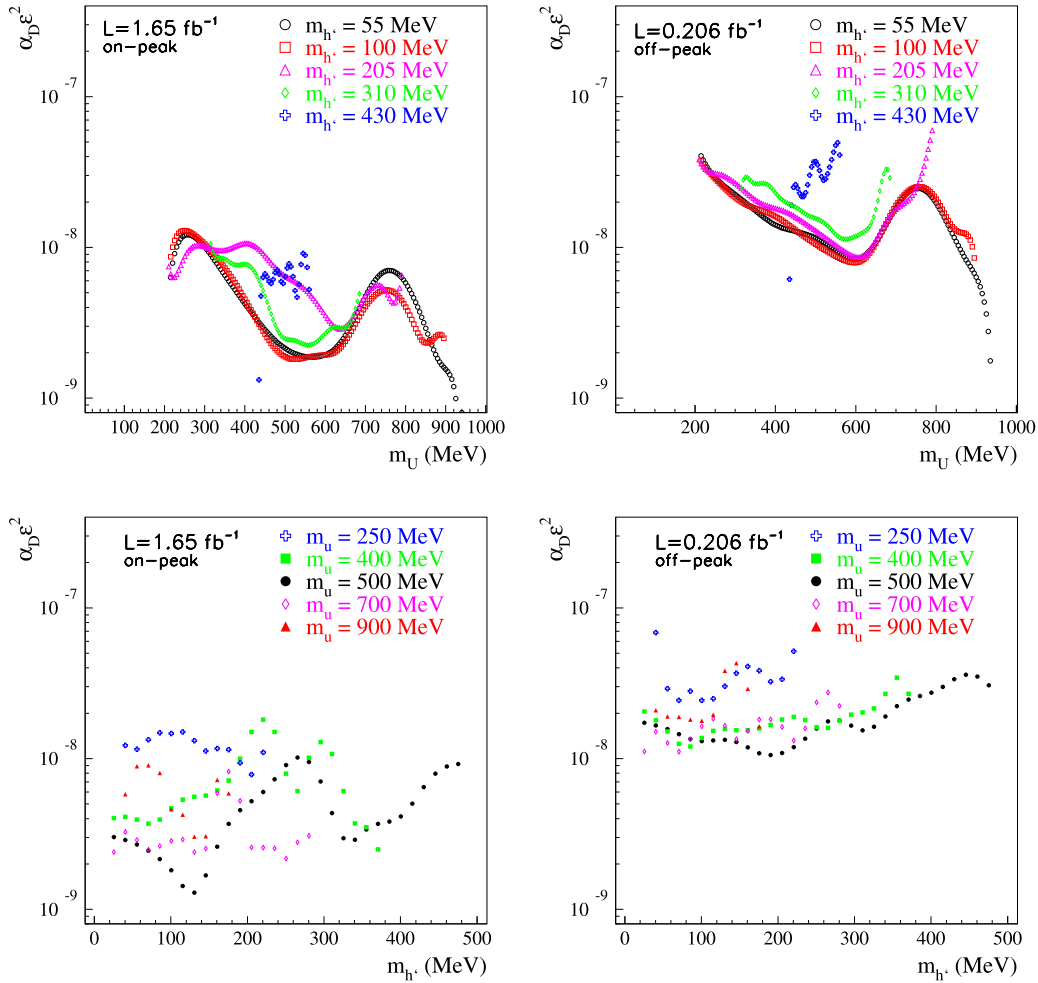 α_D ε²
L=1.65 fb⁻¹
on−peak
m_h‘ = 55 MeV
m_h‘ = 100 MeV
m_h‘ = 205 MeV
m_h‘ = 310 MeV
m_h‘ = 430 MeV
10⁻⁷
10⁻⁸
10⁻⁹
100 200 300 400 500 600 700 800 900 1000
m_U (MeV)
α_D ε²
L=0.206 fb⁻¹
off−peak
m_h‘ = 55 MeV
m_h‘ = 100 MeV
m_h‘ = 205 MeV
m_h‘ = 310 MeV
m_h‘ = 430 MeV
10⁻⁷
10⁻⁸
10⁻⁹
200 400 600 800 1000
m_U (MeV)
α_D ε²
L=1.65 fb⁻¹
on−peak
m_u = 250 MeV
m_u = 400 MeV
m_u = 500 MeV
m_u = 700 MeV
m_u = 900 MeV
10⁻⁷
10⁻⁸
10⁻⁹
0 100 200 300 400 500
m_h‘ (MeV)
α_D ε²
L=0.206 fb⁻¹
off−peak
m_u = 250 MeV
m_u = 400 MeV
m_u = 500 MeV
m_u = 700 MeV
m_u = 900 MeV
10⁻⁷
10⁻⁸
10⁻⁹
0 100 200 300 400 500
m_h‘ (MeV)